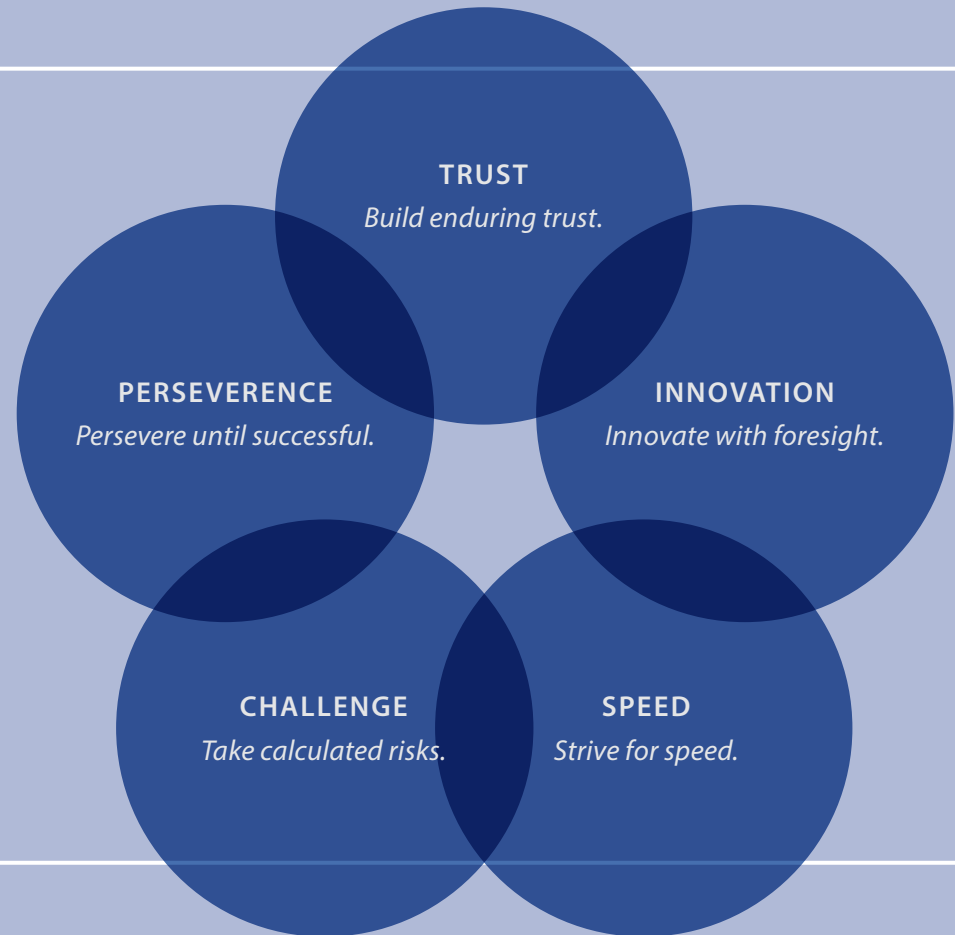 TRUST
Build enduring trust.
PERSEVERENCE
Persevere until successful.
INNOVATION
Innovate with foresight.
CHALLENGE
Take calculated risks.
SPEED
Strive for speed.